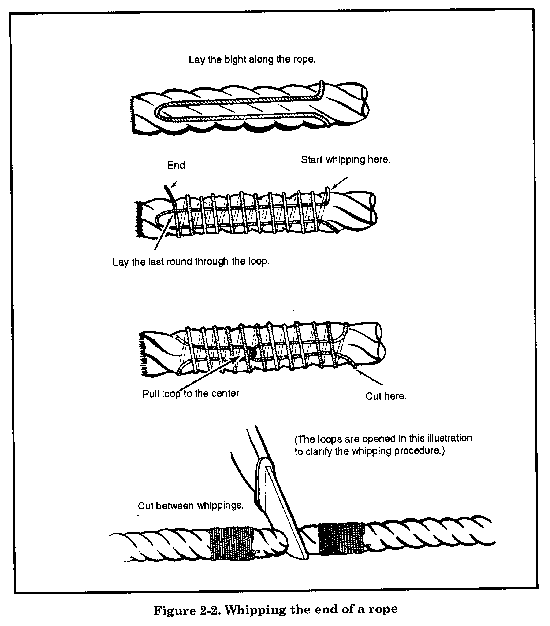 Lay the bight along the rope.
End
Start whipping here.
Lay the last round through the loop.
Pull loop to the center
Cut here.
(The loops are opened in this illustration
to clarify the whipping procedure.)
Cut between whippings.
Figure 2-2. Whipping the end of a rope